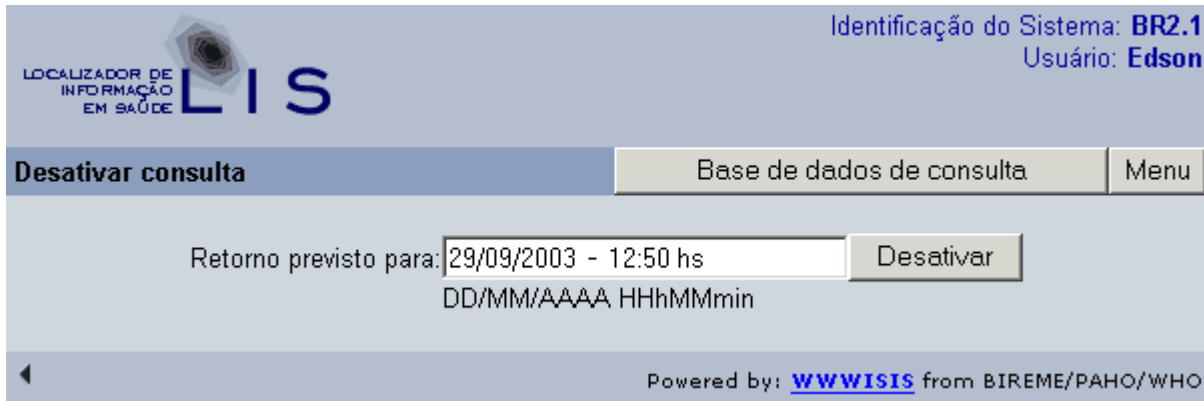 Identificação do Sistema: BR2.1
Usuário: Edson
LOCALIZADOR DE
INFORMAÇÃO
EM SAÚDE
LIS
Desativar consulta
Base de dados de consulta
Menu
Retorno previsto para: 29/09/2003 - 12:50 hs
Desativar
DD/MM/AAAA HHhMMmin
Powered by: WWWISIS from BIREME/PAHO/WHO